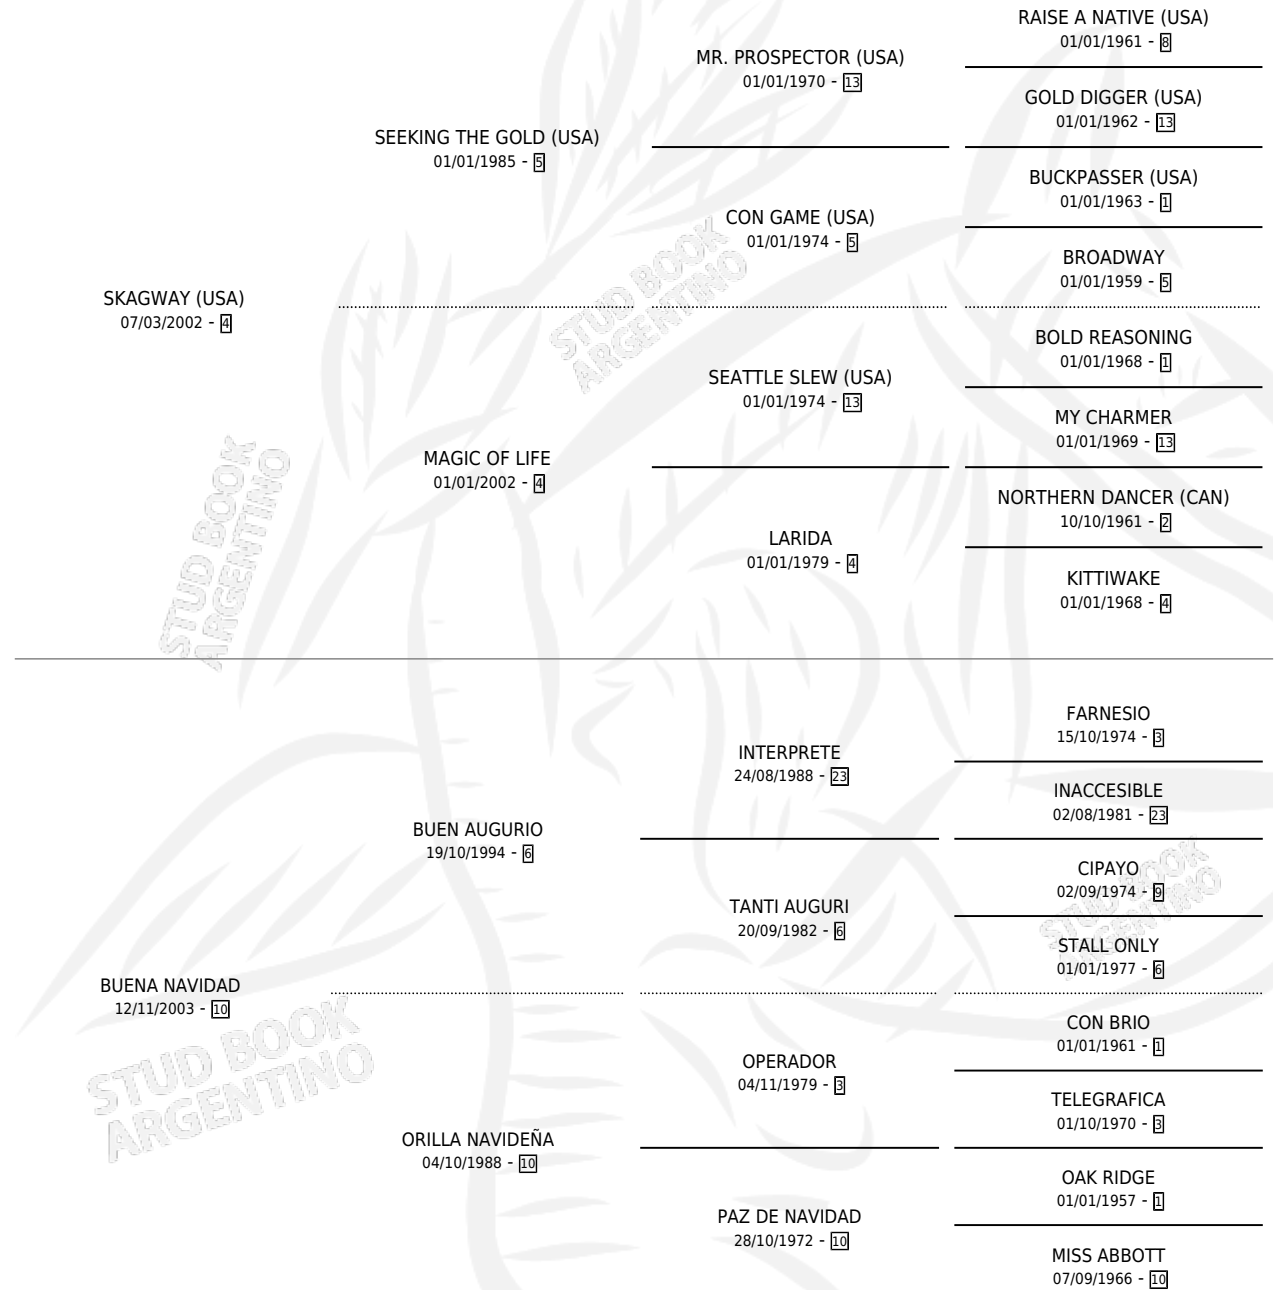 RAISE A NATIVE (USA)
01/01/1961 - 8
MR. PROSPECTOR (USA)
01/01/1970 - 13
GOLD DIGGER (USA)
01/01/1962 - 13
SEEKING THE GOLD (USA)
01/01/1985 - 5
BUCKPASSER (USA)
01/01/1963 - 1
CON GAME (USA)
01/01/1974 - 5
BROADWAY
01/01/1959 - 5
SKAGWAY (USA)
07/03/2002 - 4
STUD BOOK
ARGENTINO
BOLD REASONING
01/01/1968 - 1
SEATTLE SLEW (USA)
01/01/1974 - 13
MY CHARMER
01/01/1969 - 13
MAGIC OF LIFE
01/01/2002 - 4
NORTHERN DANCER (CAN)
10/10/1961 - 2
LARIDA
01/01/1979 - 4
KITTIWAKE
01/01/1968 - 4
STUD BOOK
ARGENTINO
FARNESIO
15/10/1974 - 3
INTERPRETE
24/08/1988 - 23
INACCESIBLE
02/08/1981 - 23
BUEN AUGURIO
19/10/1994 - 6
CIPAYO
02/09/1974 - 9
TANTI AUGURI
20/09/1982 - 6
STALL ONLY
01/01/1977 - 6
STUD BOOK
ARGENTINO
BUENA NAVIDAD
12/11/2003 - 10
CON BRIO
01/01/1961 - 1
OPERADOR
04/11/1979 - 3
TELEGRAFICA
01/10/1970 - 3
STUD BOOK
ARGENTINO
ORILLA NAVIDEÑA
04/10/1988 - 10
OAK RIDGE
01/01/1957 - 1
PAZ DE NAVIDAD
28/10/1972 - 10
MISS ABBOTT
07/09/1966 - 10